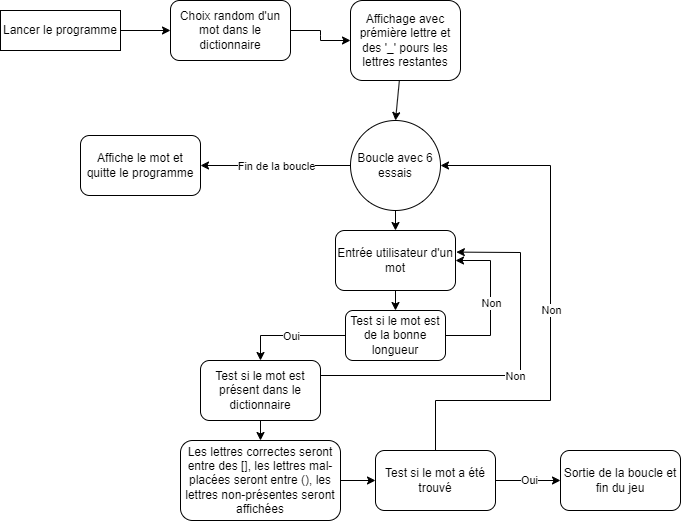 Lancer le programme
Choix random d'un
mot dans le
dictionnaire
Affichage avec
prémière lettre et
des '_' pours les
lettres restantes
Affiche le mot et
quitte le programme
Fin de la boucle
Boucle avec 6
essais
Entrée utilisateur d'un
mot
Non
Non
Test si le mot est
de la bonne
longueur
Oui
Test si le mot est
présent dans le
dictionnaire
Non
Les lettres correctes seront
entre des [], les lettres mal-
placées seront entre (), les
lettres non-présentes seront
affichées
Test si le mot a été
trouvé
Oui
Sortie de la boucle et
fin du jeu